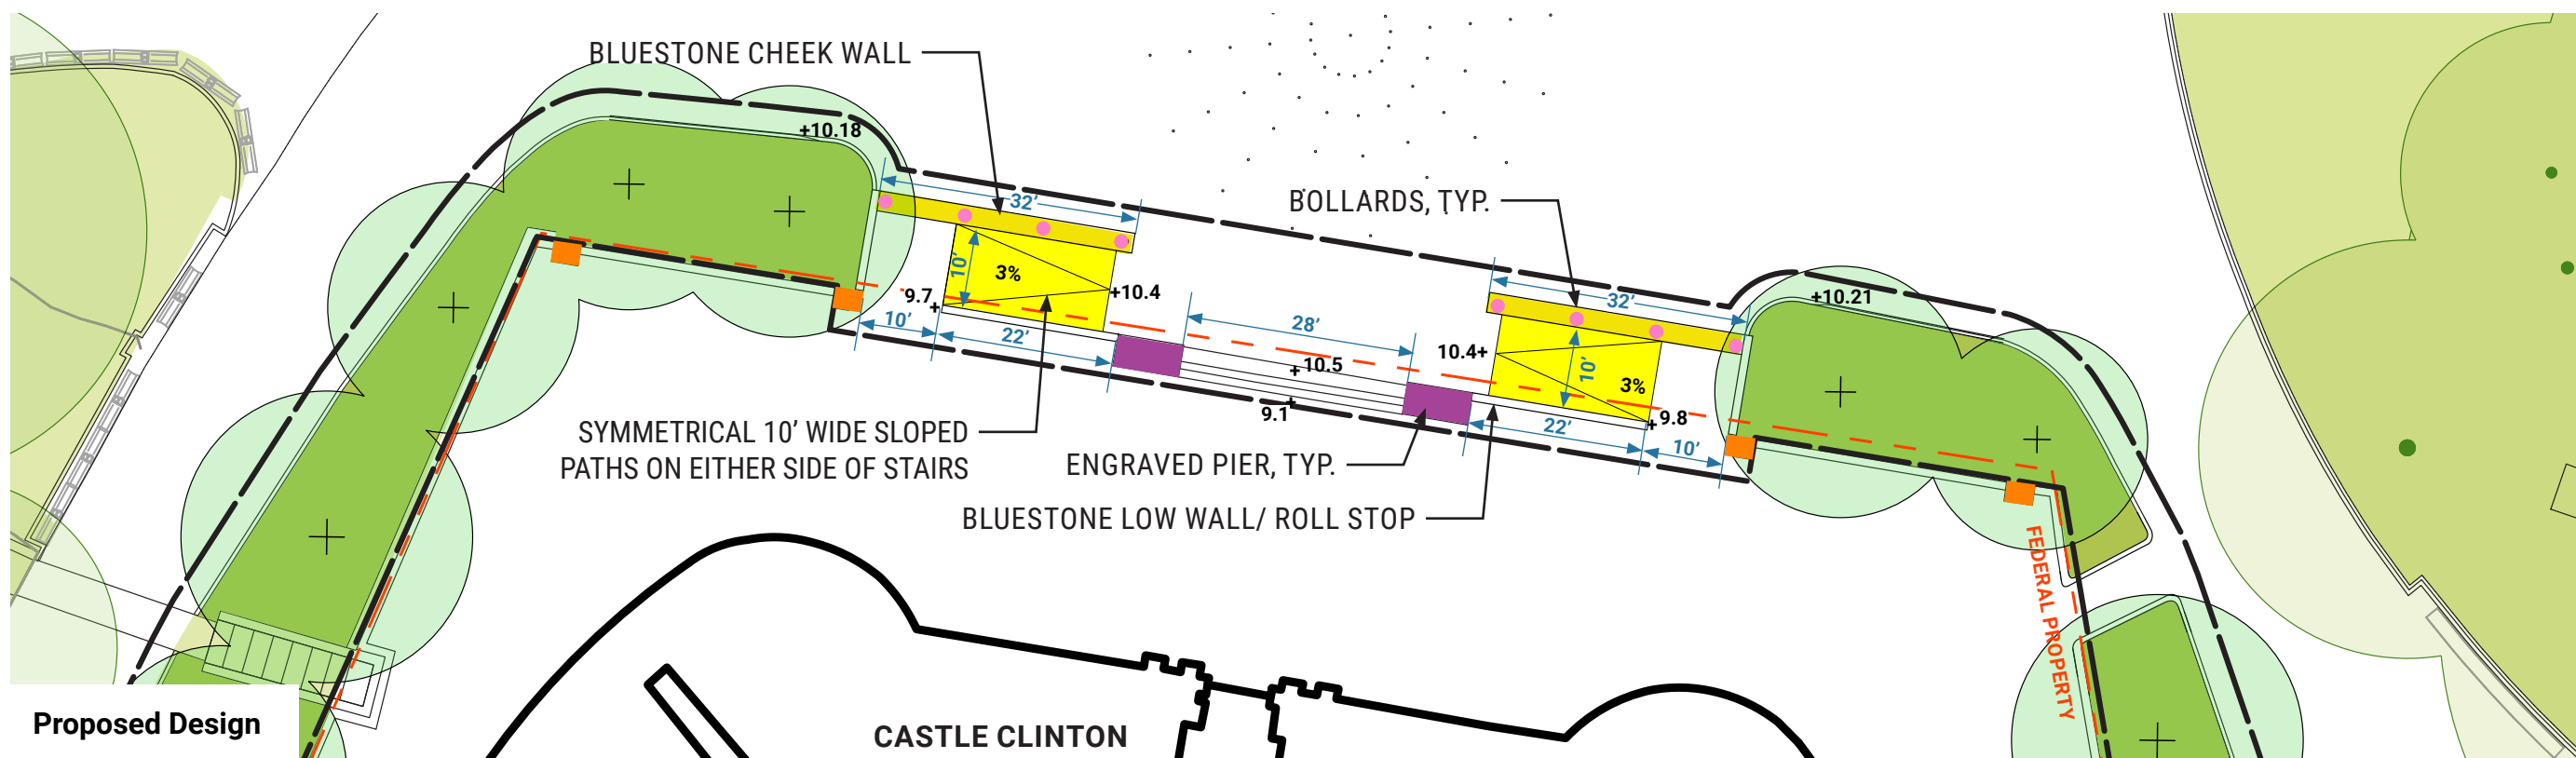 BLUESTONE CHEEK WALL
+10.18
32'
BOLLARDS, TYP.
10'
3%
9.7
+
+10.4
10'
22'
28'
+10.5
9.1
+
10.4+
32'
10'
3%
+9.8
22'
10'
+10.21
SYMMETRICAL 10' WIDE SLOPED
PATHS ON EITHER SIDE OF STAIRS
ENGRAVED PIER, TYP.
BLUESTONE LOW WALL/ ROLL STOP
FEDERAL PROPERTY
Proposed Design
CASTLE CLINTON